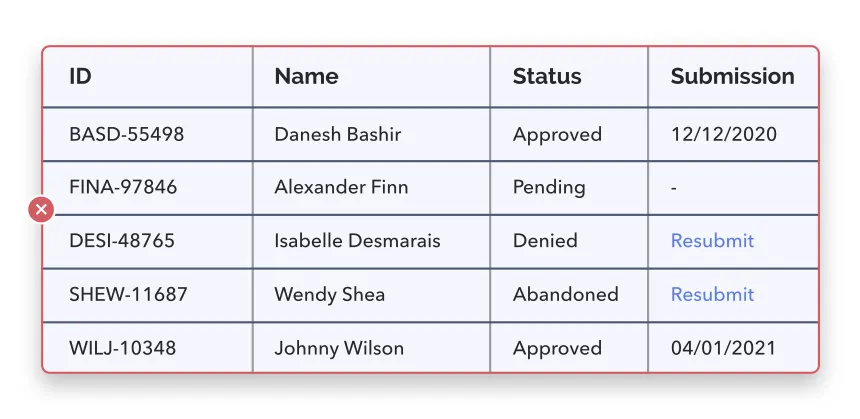 ID Name Status Submission
BASD-55498 Danesh Bashir Approved 12/12/2020
FINA-97846 Alexander Finn Pending -
DESI-48765 Isabelle Desmarais Denied Resubmit
SHEW-11687 Wendy Shea Abandoned Resubmit
WILJ-10348 Johnny Wilson Approved 04/01/2021